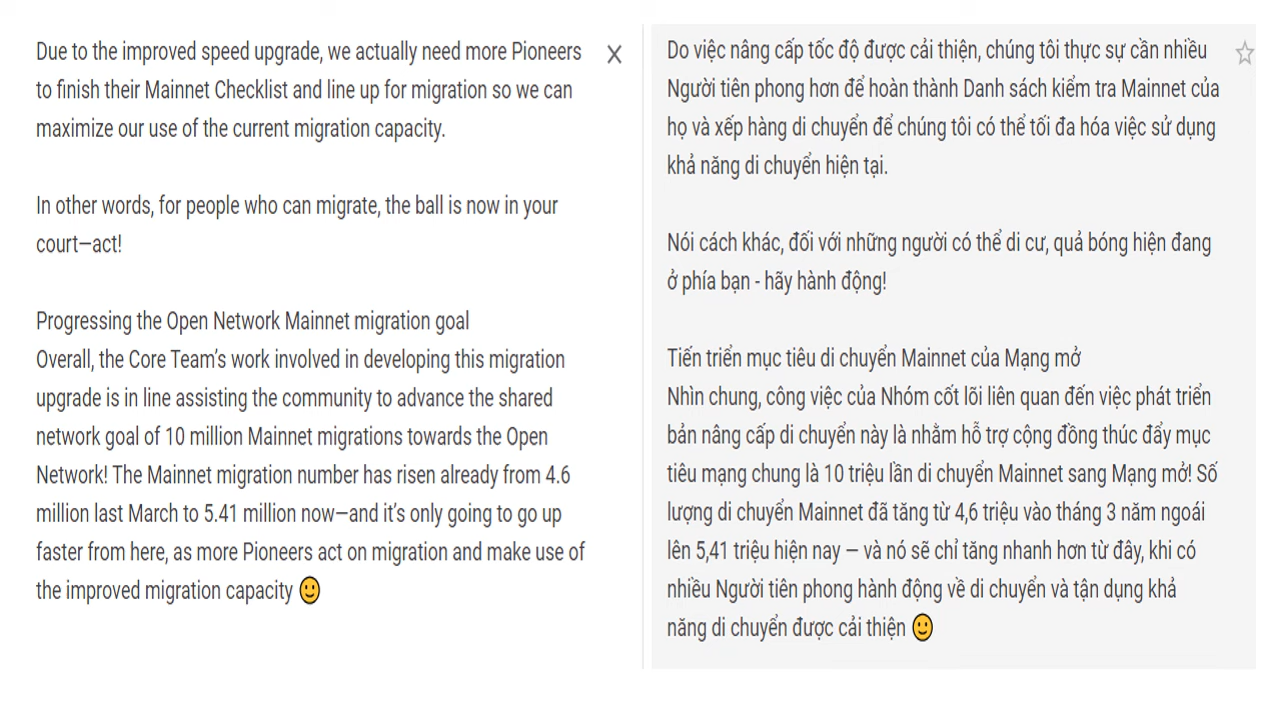 Due to the improved speed upgrade, we actually need more Pioneers
to finish their Mainnet Checklist and line up for migration so we can
maximize our use of the current migration capacity.
In other words, for people who can migrate, the ball is now in your
court—act!
Progressing the Open Network Mainnet migration goal
Overall, the Core Team's work involved in developing this migration
upgrade is in line assisting the community to advance the shared
network goal of 10 million Mainnet migrations towards the Open
Network! The Mainnet migration number has risen already from 4.6
million last March to 5.41 million now—and it's only going to go up
faster from here, as more Pioneers act on migration and make use of
the improved migration capacity 🙂
Do việc nâng cấp tốc độ được cải thiện, chúng tôi thực sự cần nhiều
Người tiên phong hơn để hoàn thành Danh sách kiểm tra Mainnet của
họ và xếp hàng di chuyển để chúng tôi có thể tối đa hóa việc sử dụng
khả năng di chuyển hiện tại.
Nói cách khác, đối với những người có thể di cư, quả bóng hiện đang
ở phía bạn - hãy hành động!
Tiến triển mục tiêu di chuyển Mainnet của Mạng mở
Nhìn chung, công việc của Nhóm cốt lõi liên quan đến việc phát triển
bản nâng cấp di chuyển này là nhằm hỗ trợ cộng đồng thúc đẩy mục
tiêu mạng chung là 10 triệu lần di chuyển Mainnet sang Mạng mở! Số
lượng di chuyển Mainnet đã tăng từ 4,6 triệu vào tháng 3 năm ngoái
lên 5,41 triệu hiện nay — và nó sẽ chỉ tăng nhanh hơn từ đây, khi có
nhiều Người tiên phong hành động về di chuyển và tận dụng khả
năng di chuyển được cải thiện 🙂